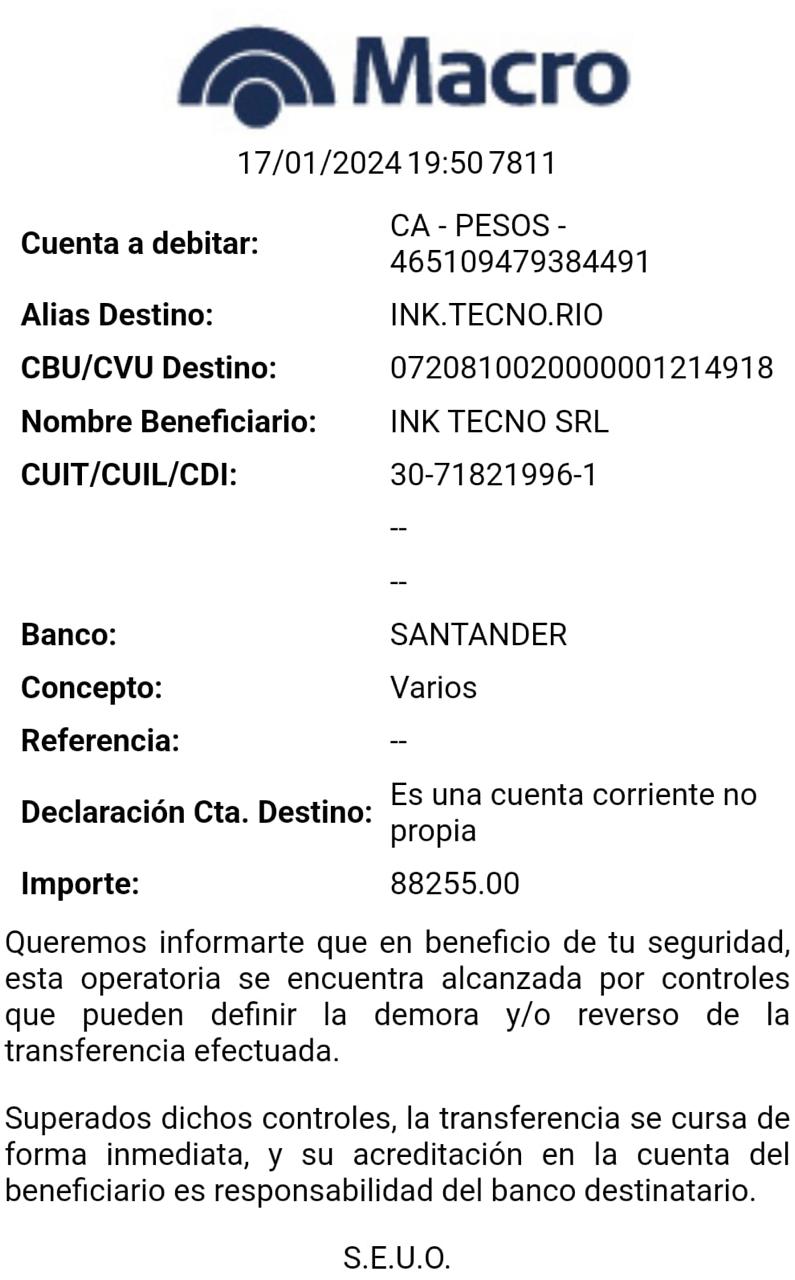 Macro
17/01/2024 19:50 7811
Cuenta a debitar: CA - PESOS -
465109479384491
Alias Destino: INK.TECNO.RIO
CBU/CVU Destino: 0720810020000001214918
Nombre Beneficiario: INK TECNO SRL
CUIT/CUIL/CDI: 30-71821996-1
--
--
Banco: SANTANDER
Concepto: Varios
Referencia: --
Declaración Cta. Destino: Es una cuenta corriente no
propia
Importe: 88255.00
Queremos informarte que en beneficio de tu seguridad,
esta operatoria se encuentra alcanzada por controles
que pueden definir la demora y/o reverso de la
transferencia efectuada.
Superados dichos controles, la transferencia se cursa de
forma inmediata, y su acreditación en la cuenta del
beneficiario es responsabilidad del banco destinatario.
S.E.U.O.